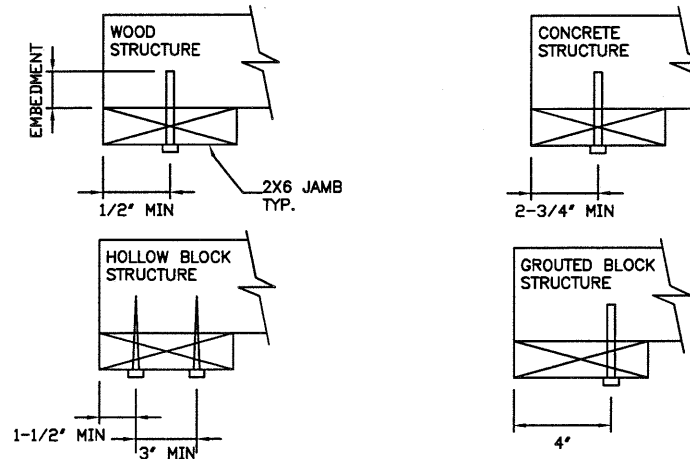 WOOD
STRUCTURE
EMBEDMENT
2X6 JAMB
TYP.
1/2" MIN
CONCRETE
STRUCTURE
2-3/4" MIN
HOLLOW BLOCK
STRUCTURE
1-1/2" MIN
3" MIN
GROUTED BLOCK
STRUCTURE
4"